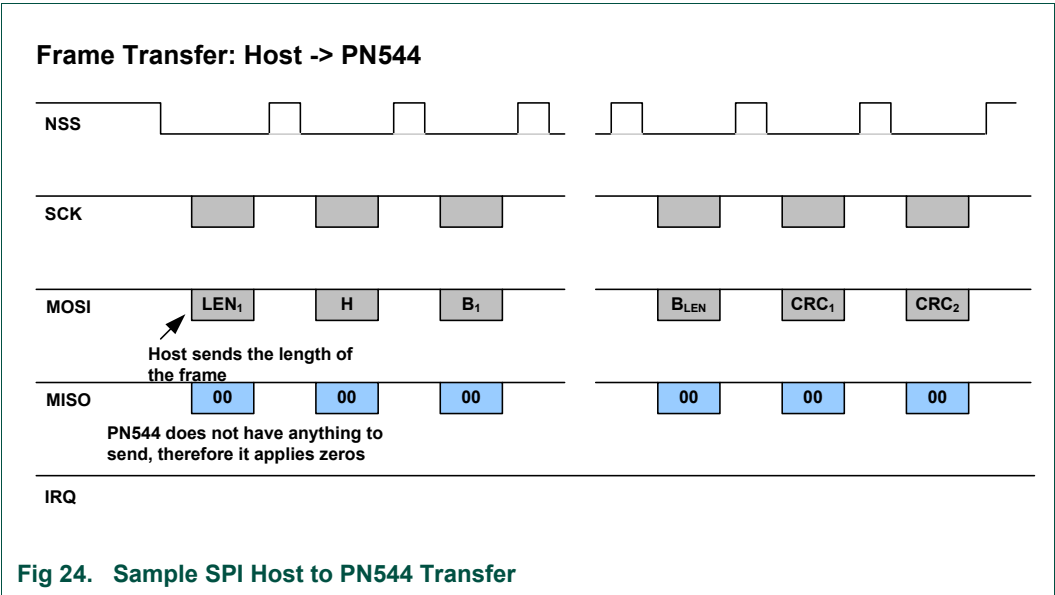 Frame Transfer: Host -> PN544
NSS
SCK
MOSI LEN₁ H B₁ B_LEN CRC₁ CRC₂
Host sends the length of
the frame
MISO 00 00 00 00 00 00
PN544 does not have anything to
send, therefore it applies zeros
IRQ
Fig 24. Sample SPI Host to PN544 Transfer